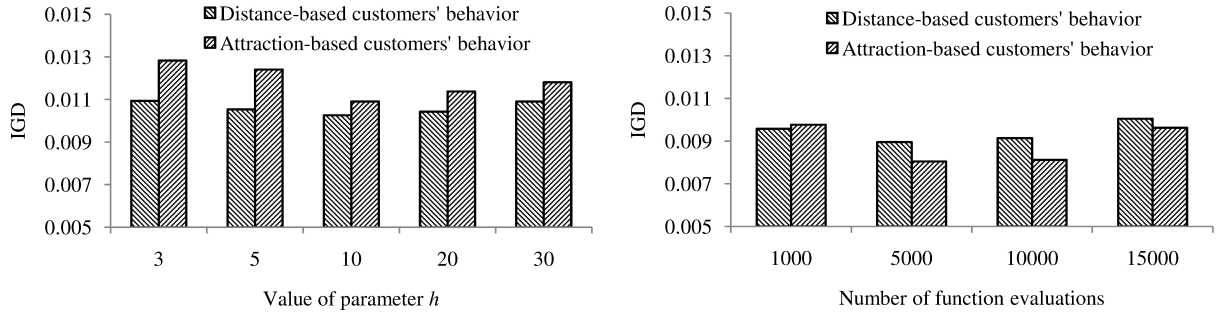 0.015
0.013
0.011
0.009
0.007
0.005
IGD
Distance-based customers' behavior
Attraction-based customers' behavior
3 5 10 20 30
Value of parameter h
0.015
0.013
0.011
0.009
0.007
0.005
IGD
Distance-based customers' behavior
Attraction-based customers' behavior
1000 5000 10000 15000
Number of function evaluations